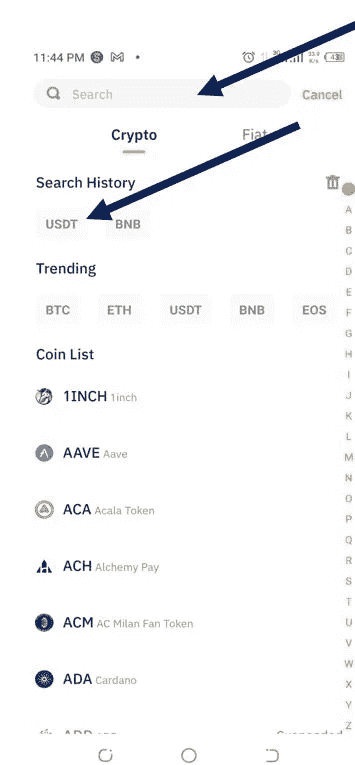 11:44 PM
Search Cancel
Crypto Fiat
Search History
USDT BNB
Trending
BTC ETH USDT BNB EOS
Coin List
1INCH 1inch
AAVE Aave
ACA Acala Token
ACH Alchemy Pay
ACM AC Milan Fan Token
ADA Cardano
A
B
C
D
E
F
G
H
I
J
K
L
M
N
O
P
Q
R
S
T
U
V
W
X
Y
Z